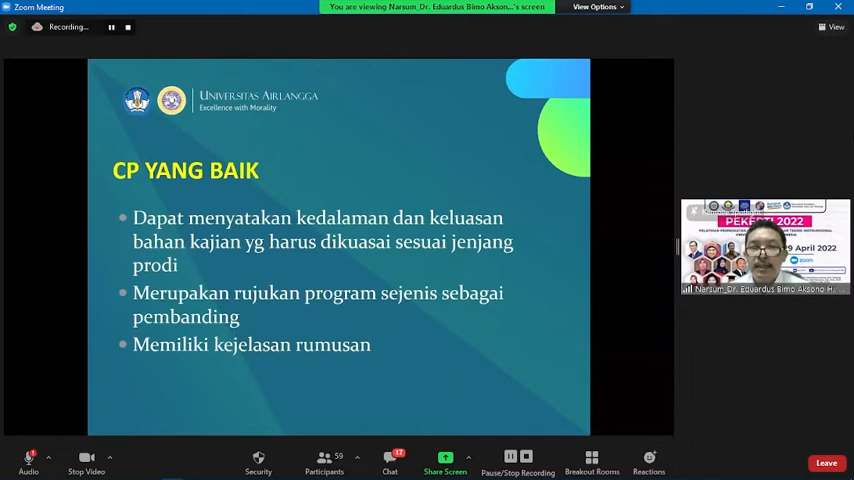 Zoom Meeting
You are viewing Narsum_Dr. Eduardus Bimo Akson...'s screen
View Options
Recording...
View
UNIVERSITAS AIRLANGGA
Excellence with Morality
CP YANG BAIK
Dapat menyatakan kedalaman dan keluasan
bahan kajian yg harus dikuasai sesuai jenjang
prodi
Merupakan rujukan program sejenis sebagai
pembanding
Memiliki kejelasan rumusan
PEKERTI 2022
29 April 2022
zoom
Narsum_Dr. Eduardus Bimo Aksono H...
Audio
Stop Video
Security
59
Participants
17
Chat
Share Screen
Pause/Stop Recording
Breakout Rooms
Reactions
Leave